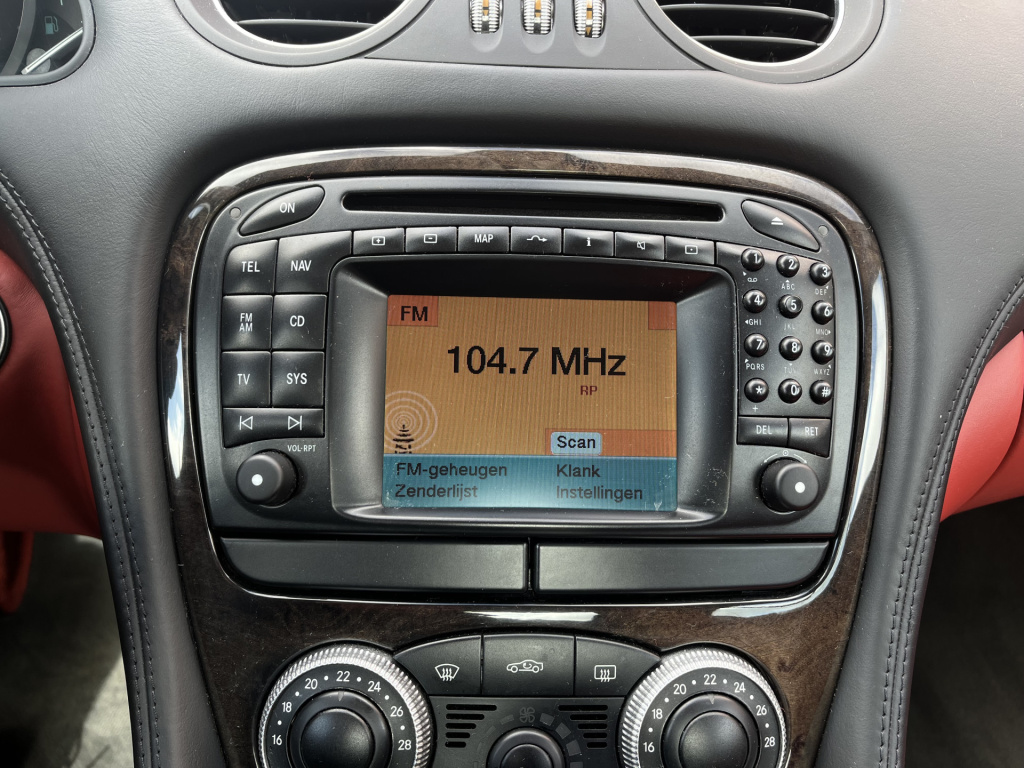 ON
MAP
i
TEL
NAV
FM
AM
CD
TV
SYS
VOL•RPT
FM
104.7 MHz
RP
Scan
FM-geheugen
Klank
Zenderlijst
Instellingen
1
2
3
ABC
DEF
4
5
6
GHI
JKL
MNO
7
8
9
PQRS
TUV
WXYZ
*
0
#
+
DEL
RET
16
18
20
22
24
26
28
16
18
20
22
24
26
28